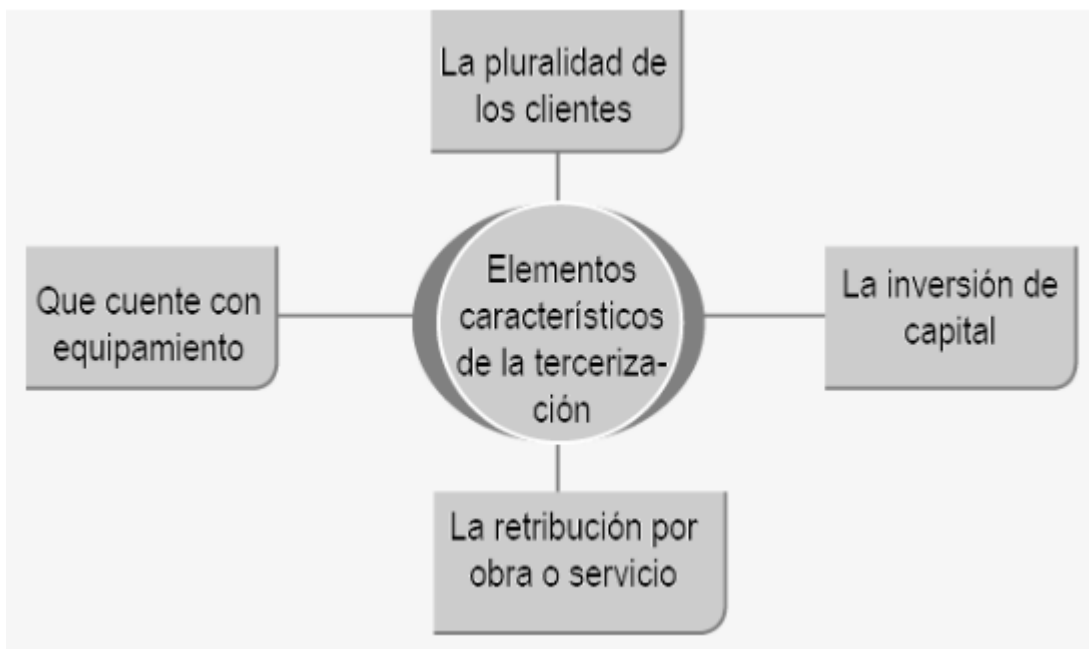 La pluralidad de
los clientes
Que cuente con
equipamiento
Elementos
característicos
de la terceriza-
ción
La inversión de
capital
La retribución por
obra o servicio